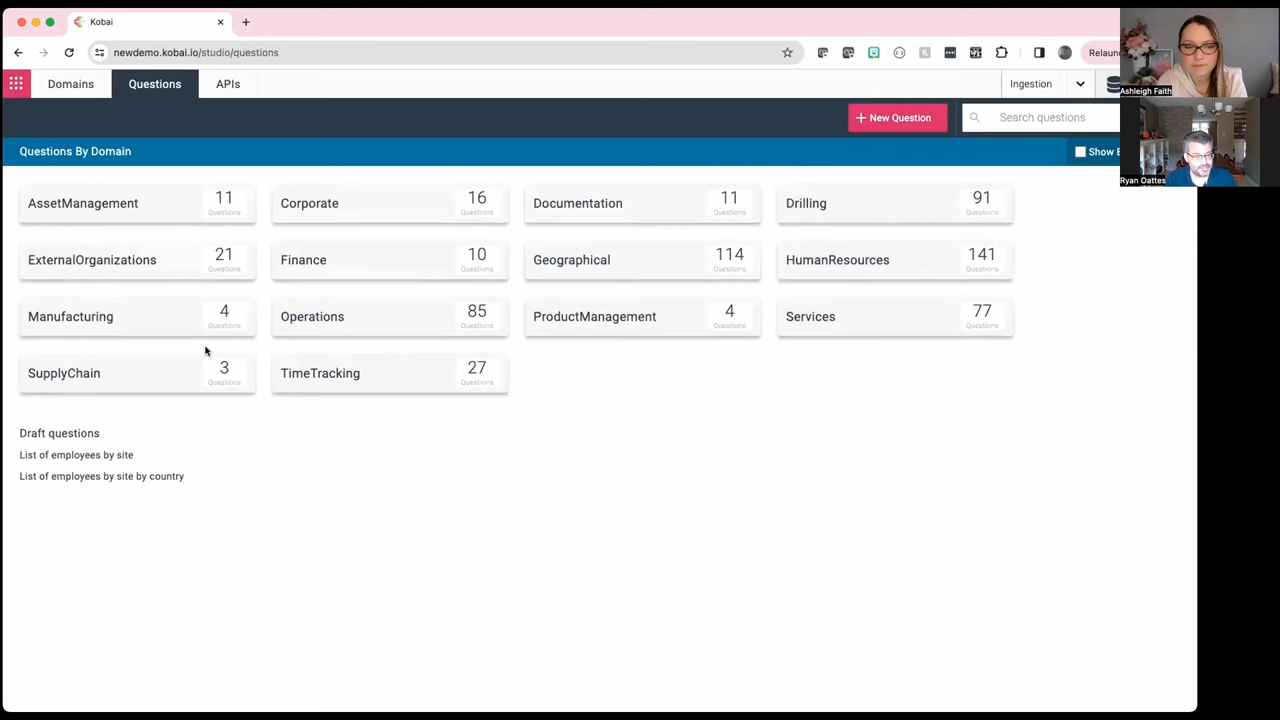 Kobai
newdemo.kobai.io/studio/questions
Relaun
Ashleigh Faith
Domains
Questions
APIs
Ingestion
New Question
Search questions
Ryan Oattes
Questions By Domain
Show E
AssetManagement 11 Questions
Corporate 16 Questions
Documentation 11 Questions
Drilling 91 Questions
ExternalOrganizations 21 Questions
Finance 10 Questions
Geographical 114 Questions
HumanResources 141 Questions
Manufacturing 4 Questions
Operations 85 Questions
ProductManagement 4 Questions
Services 77 Questions
SupplyChain 3 Questions
TimeTracking 27 Questions
Draft questions
List of employees by site
List of employees by site by country